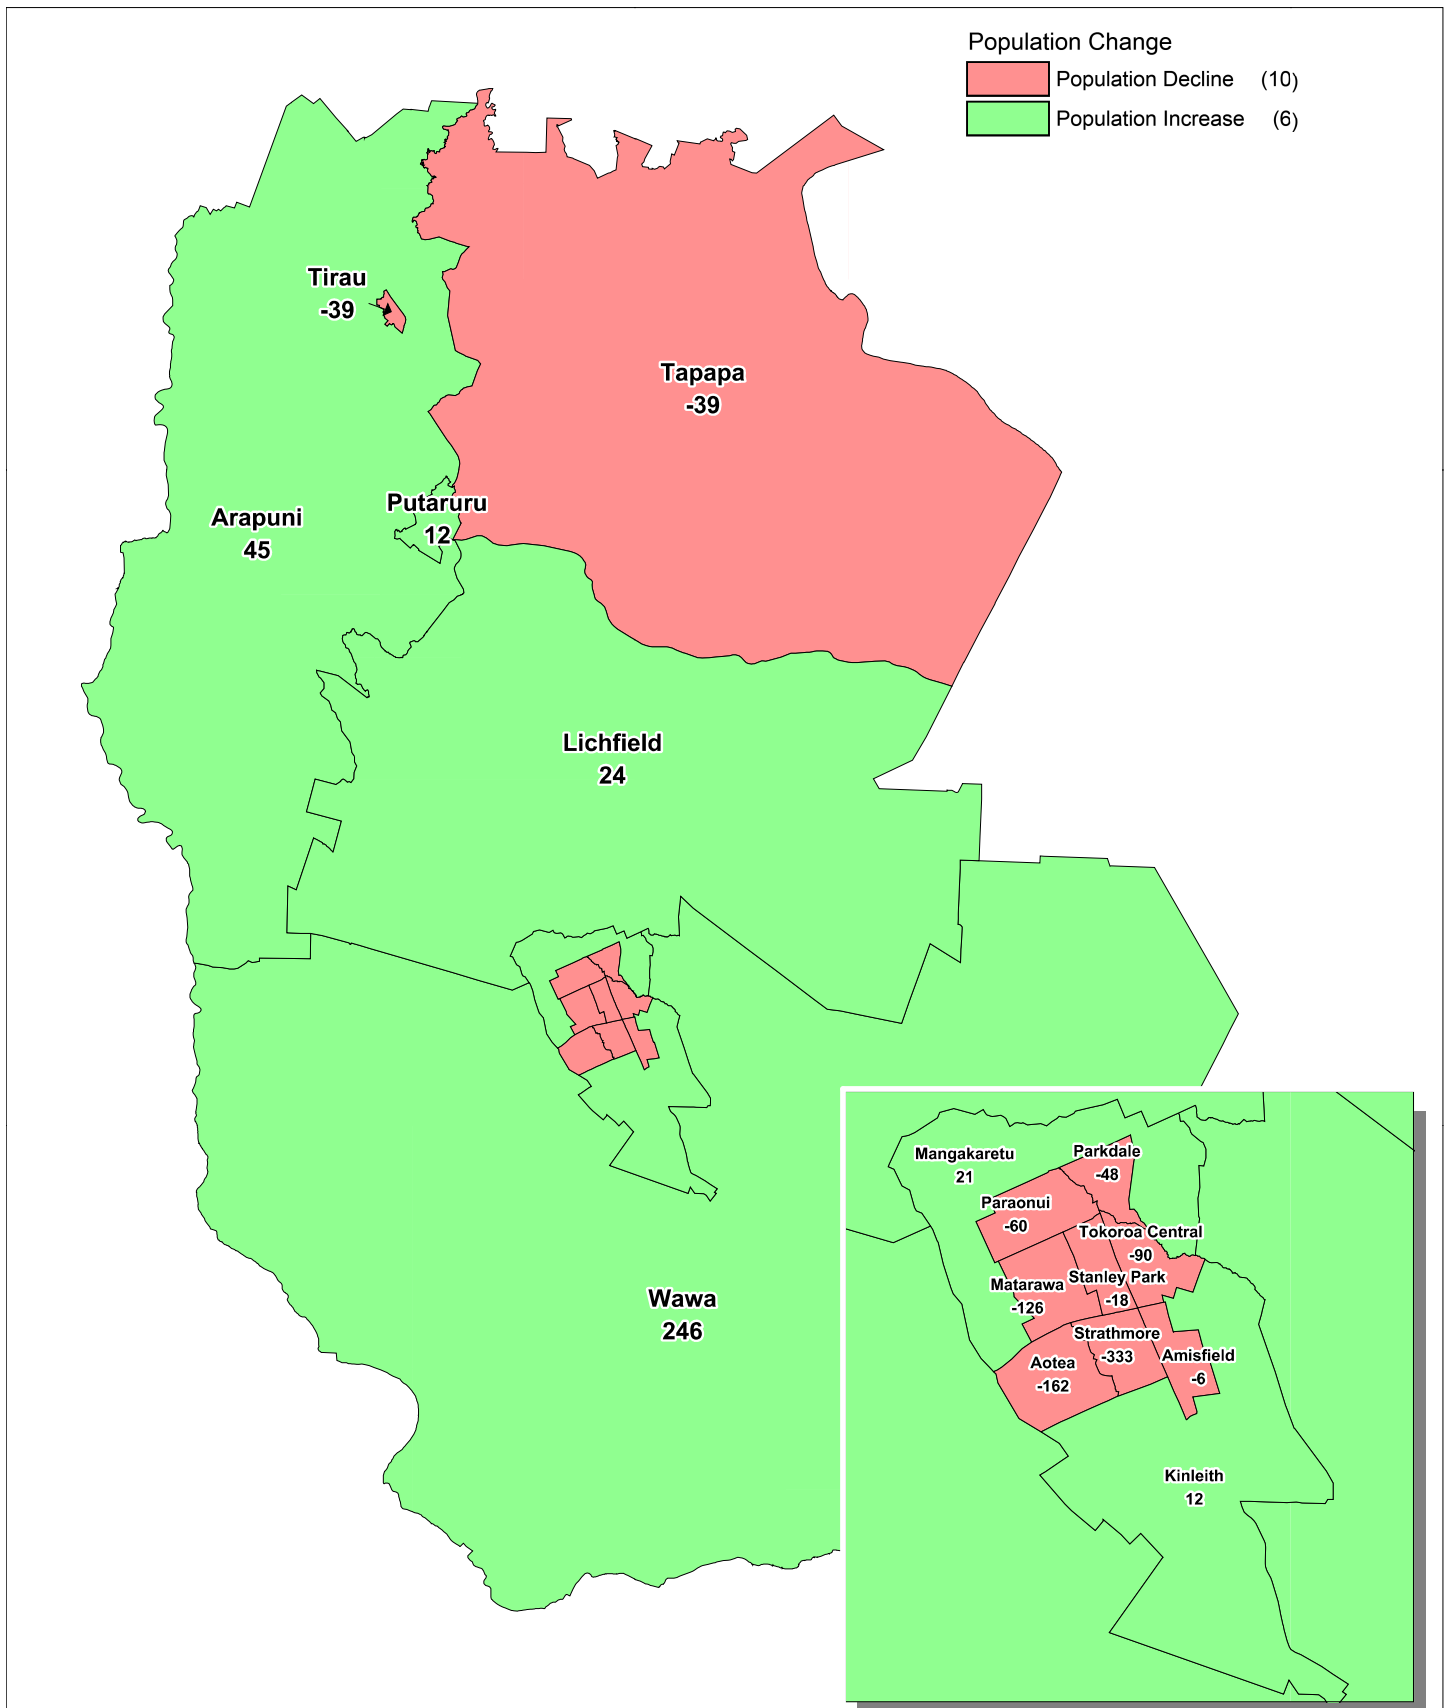 Population Change
Population Decline (10)
Population Increase (6)
Tirau
-39
Tapapa
-39
Putaruru
12
Arapuni
45
Lichfield
24
Wawa
246
Mangakaretu
21
Parkdale
-48
Paraonui
-60
Tokoroa Central
-90
Matarawa
-126
Stanley Park
-18
Strathmore
-333
Aotea
-162
Amisfield
-6
Kinleith
12